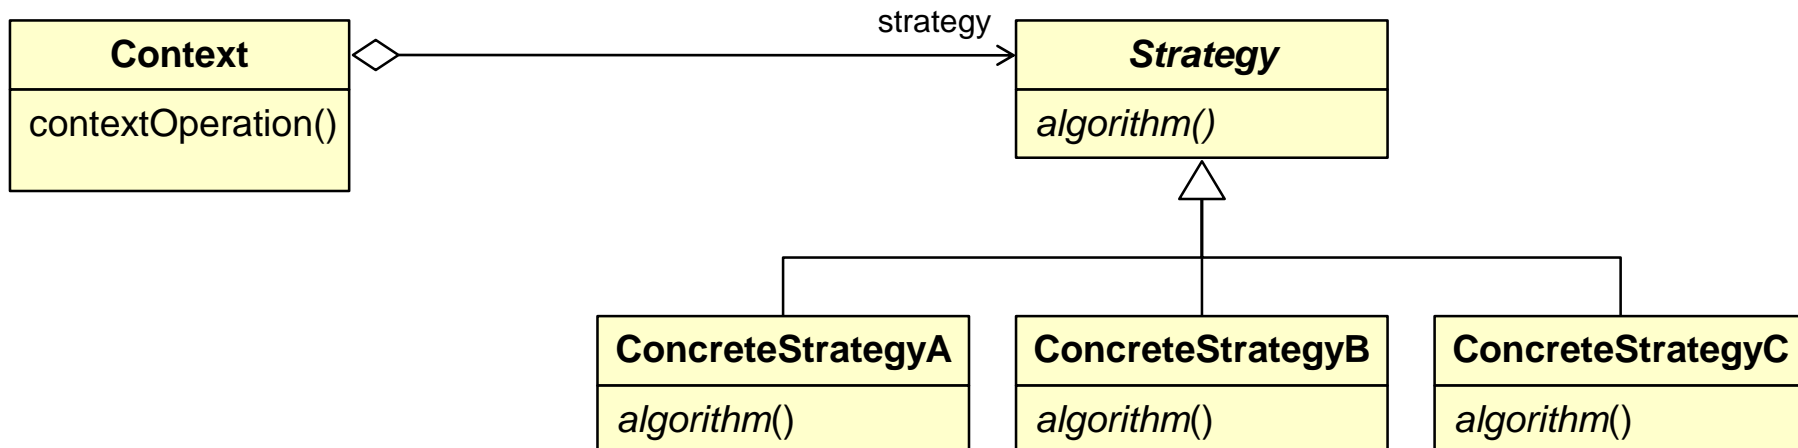 strategy
Context
contextOperation()
Strategy
algorithm()
ConcreteStrategyA
algorithm()
ConcreteStrategyB
algorithm()
ConcreteStrategyC
algorithm()